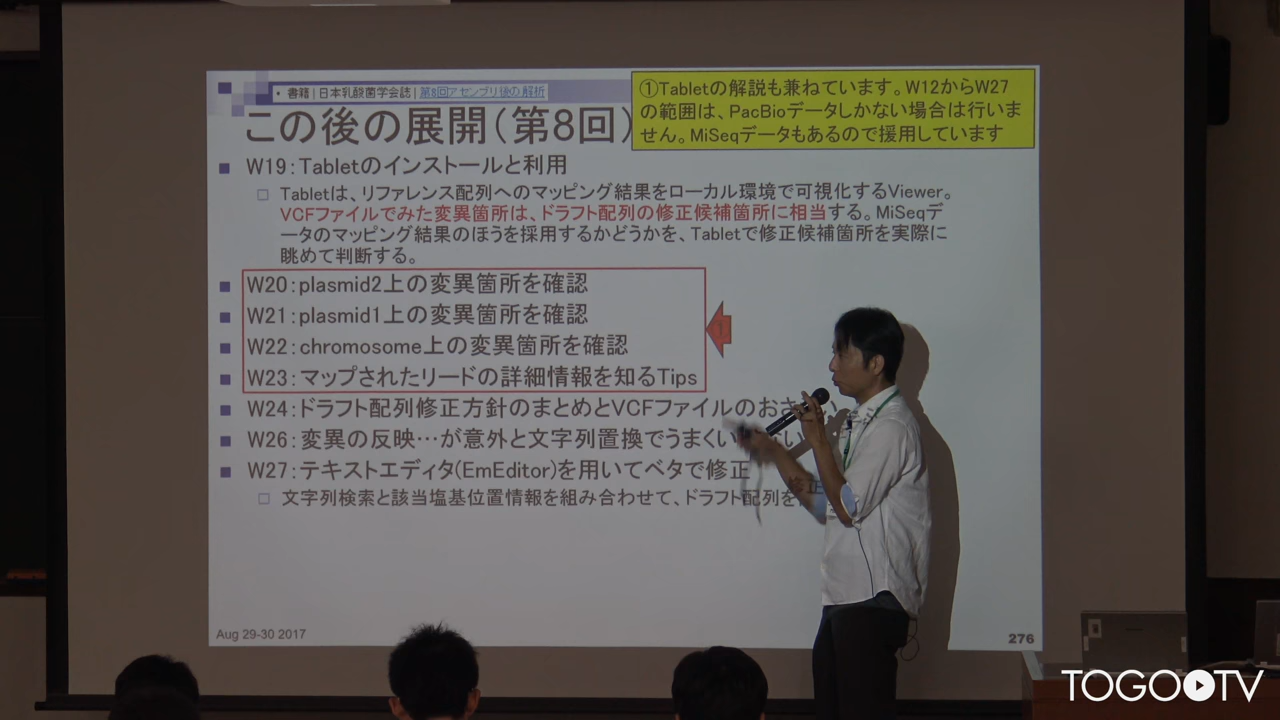 • 書籍 | 日本乳酸菌学会誌 | 第8回アセンブリ後の解析
この後の展開(第8回)
①Tabletの解説も兼ねています。W12からW27
の範囲は、PacBioデータしかない場合は行いま
せん。MiSeqデータもあるので援用しています
W19:Tabletのインストールと利用
Tabletは、リファレンス配列へのマッピング結果をローカル環境で可視化するViewer。
VCFファイルでみた変異箇所は、ドラフト配列の修正候補箇所に相当する。MiSeqデ
ータのマッピング結果のほうを採用するかどうかを、Tabletで修正候補箇所を実際に
眺めて判断する。
W20:plasmid2上の変異箇所を確認
W21:plasmid1上の変異箇所を確認
W22:chromosome上の変異箇所を確認
W23:マップされたリードの詳細情報を知るTips
①
W24:ドラフト配列修正方針のまとめとVCFファイルのおさ
W26:変異の反映…が意外と文字列置換でうまくい
W27:テキストエディタ(EmEditor)を用いてベタで修正
文字列検索と該当塩基位置情報を組み合わせて、ドラフト配列を
Aug 29-30 2017
276
TOGO TV